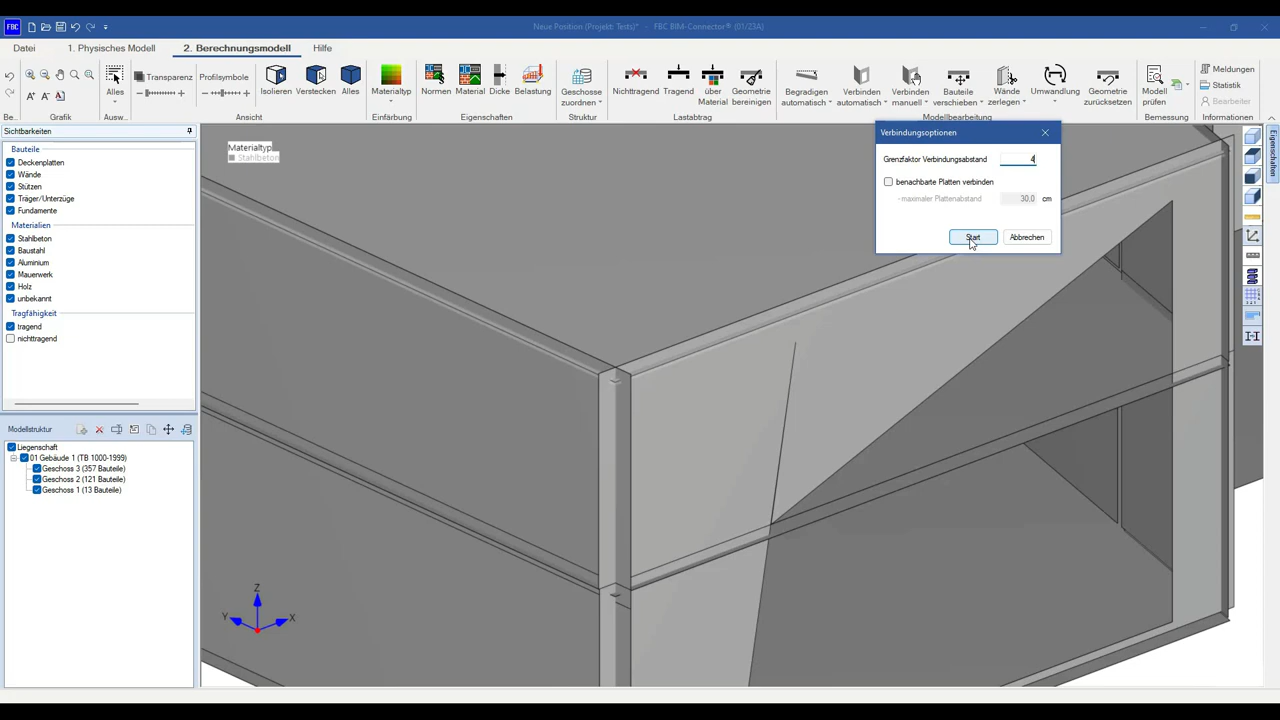 FBC
Neue Position (Projekt: Tests)* - FBC BIM-Connector® (01/23A)
Datei
1. Physisches Modell
2. Berechnungsmodell
Hilfe
Alles
Transparenz
Profilsymbole
Isolieren
Verstecken
Alles
Materialtyp
Normen
Material
Dicke
Belastung
Geschosse zuordnen
Nichttragend
Tragend
über Material
Geometrie bereinigen
Begradigen automatisch
Verbinden automatisch
Verbinden manuell
Bauteile verschieben
Wände zerlegen
Umwandlung
Geometrie zurücksetzen
Modell prüfen
Meldungen
Statistik
Bearbeiter
Be...
Grafik
Ausw...
Ansicht
Einfärbung
Eigenschaften
Struktur
Lastabtrag
Modellbearbeitung
Bemessung
Informationen
Sichtbarkeiten
Bauteile
Deckenplatten
Wände
Stützen
Träger/Unterzüge
Fundamente
Materialien
Stahlbeton
Baustahl
Aluminium
Mauerwerk
Holz
unbekannt
Tragfähigkeit
tragend
nichttragend
Modellstruktur
Liegenschaft
01 Gebäude 1 (TB 1000-1999)
Geschoss 3 (357 Bauteile)
Geschoss 2 (121 Bauteile)
Geschoss 1 (13 Bauteile)
Materialtyp
Stahlbeton
Verbindungsoptionen
Grenzfaktor Verbindungsabstand 4
benachbarte Platten verbinden
- maximaler Plattenabstand 30,0 cm
Start
Abbrechen
Eigenschaften
Z
Y
X